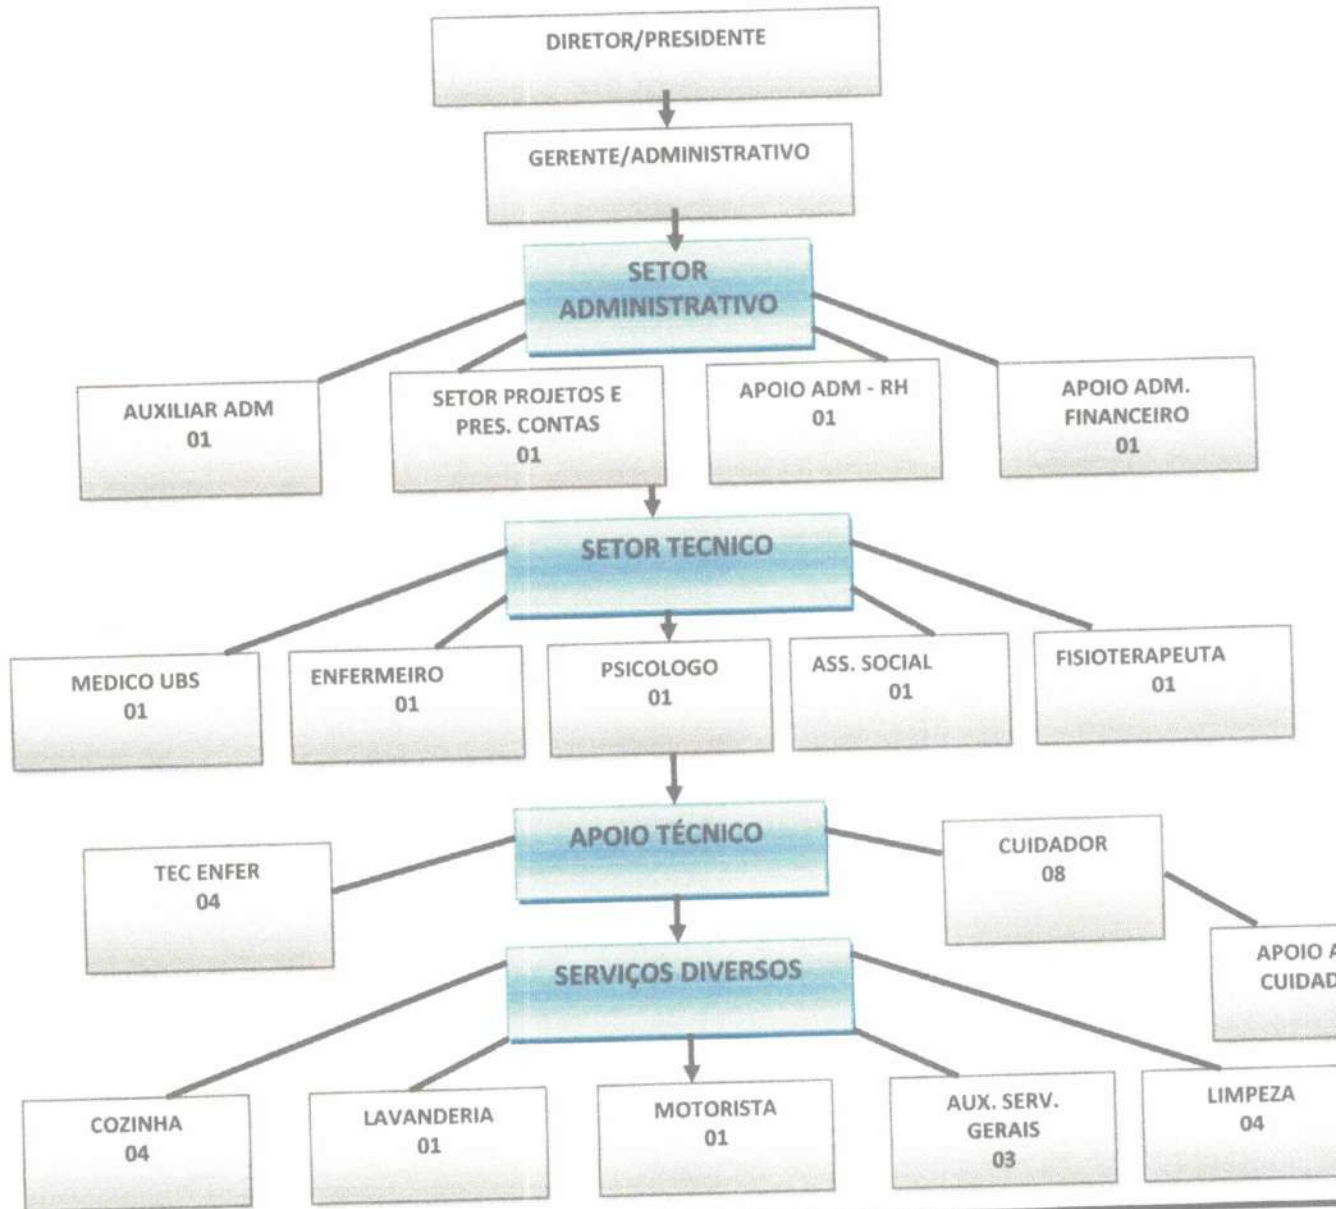 DIRETOR/PRESIDENTE
GERENTE/ADMINISTRATIVO
SETOR
ADMINISTRATIVO
AUXILIAR ADM
01
SETOR PROJETOS E
PRES. CONTAS
01
APOIO ADM - RH
01
APOIO ADM.
FINANCEIRO
01
SETOR TECNICO
MEDICO UBS
01
ENFERMEIRO
01
PSICOLOGO
01
ASS. SOCIAL
01
FISIOTERAPEUTA
01
APOIO TÉCNICO
TEC ENFER
04
CUIDADOR
08
APOIO A
CUIDAD
SERVIÇOS DIVERSOS
COZINHA
04
LAVANDERIA
01
MOTORISTA
01
AUX. SERV.
GERAIS
03
LIMPEZA
04